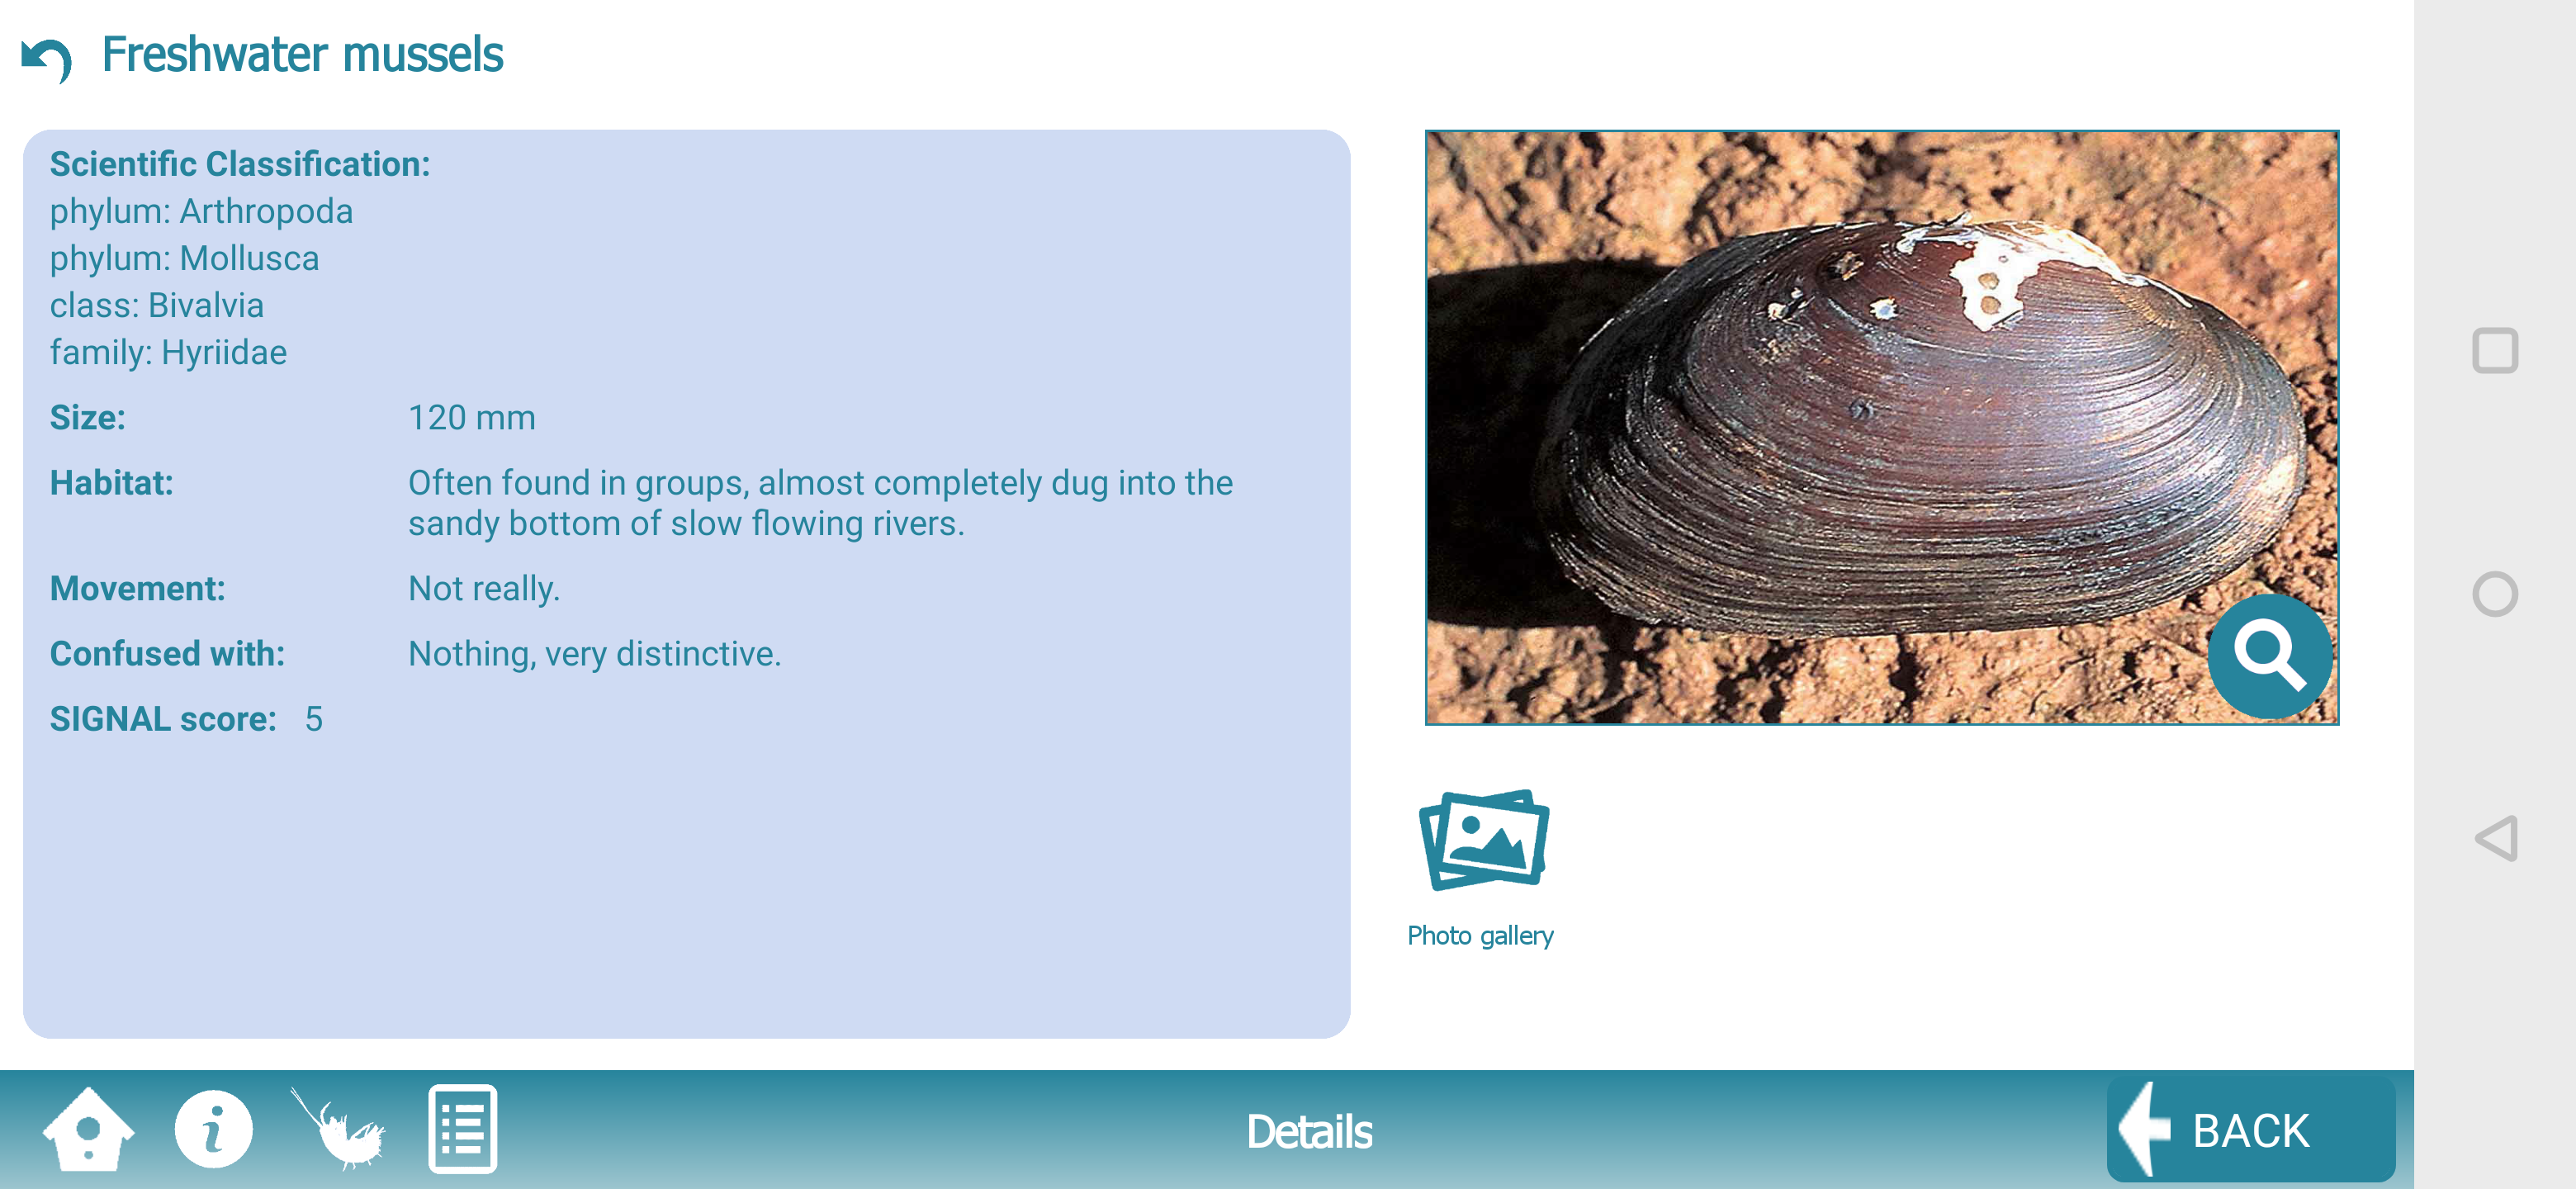 Freshwater mussels
Scientific Classification:
phylum: Arthropoda
phylum: Mollusca
class: Bivalvia
family: Hyriidae
Size: 120 mm
Habitat: Often found in groups, almost completely dug into the
sandy bottom of slow flowing rivers.
Movement: Not really.
Confused with: Nothing, very distinctive.
SIGNAL score: 5
Photo gallery
Details
BACK